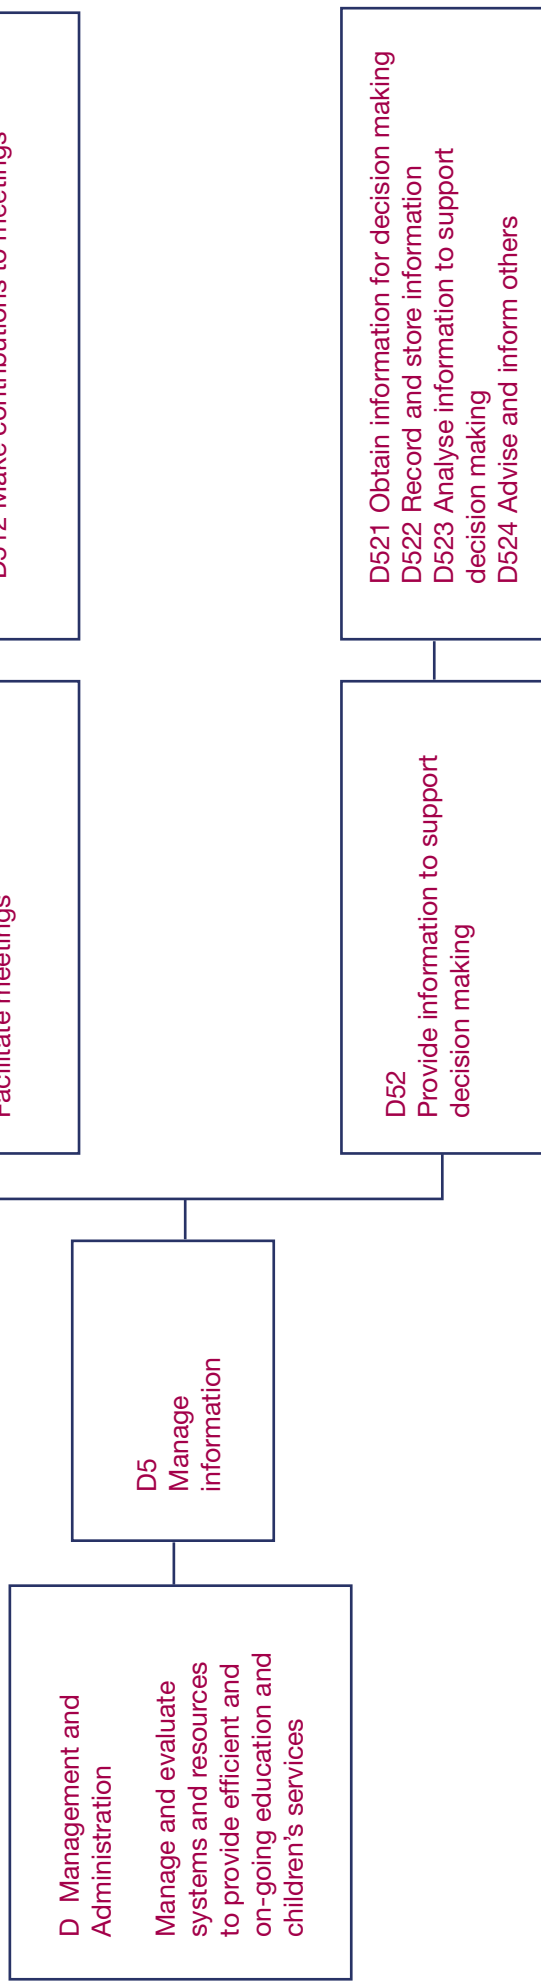 D  Management and
Administration
Manage and evaluate
systems and resources
to provide efficient and
on-going education and
children’s services
D5
Manage
information
Facilitate meetings
D512 Make contributions to meetings
D52
Provide information to support
decision making
D521 Obtain information for decision making
D522 Record and store information
D523 Analyse information to support
decision making
D524 Advise and inform others